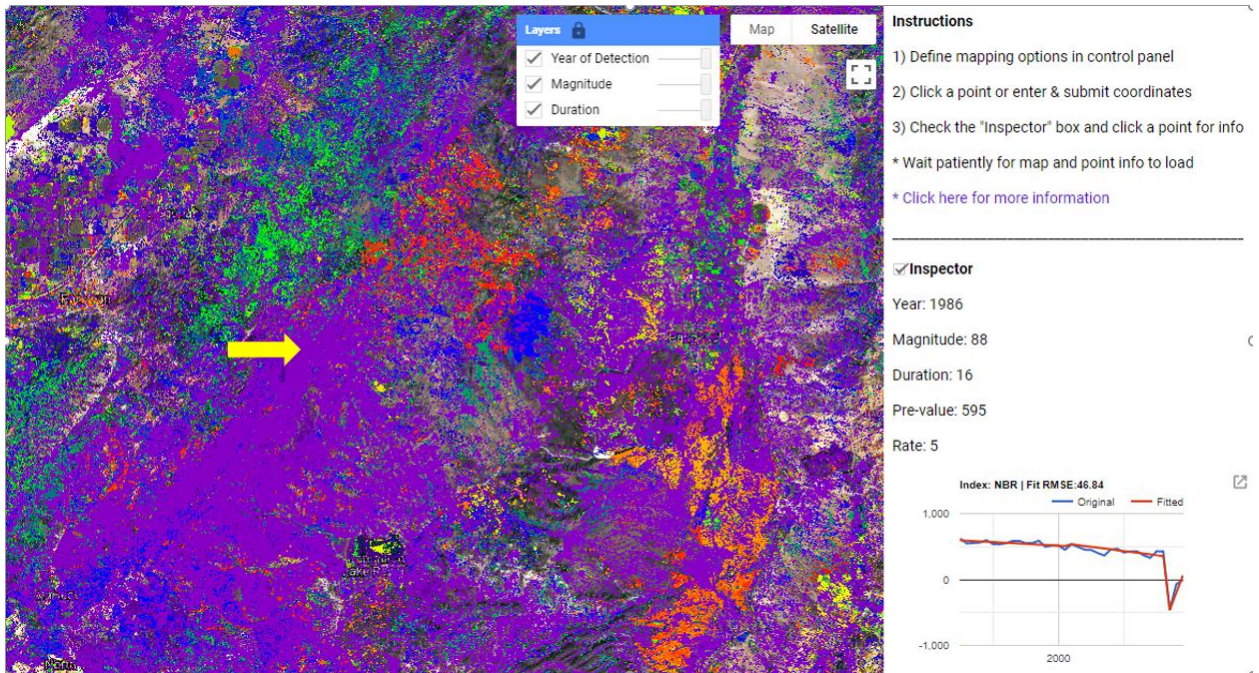 Layers
Year of Detection
Magnitude
Duration
Map Satellite
Instructions
1) Define mapping options in control panel
2) Click a point or enter & submit coordinates
3) Check the "Inspector" box and click a point for info
* Wait patiently for map and point info to load
* Click here for more information
Inspector
Year: 1986
Magnitude: 88
Duration: 16
Pre-value: 595
Rate: 5
Index: NBR | Fit RMSE:46.84
Original Fitted
1,000
0
-1,000
2000